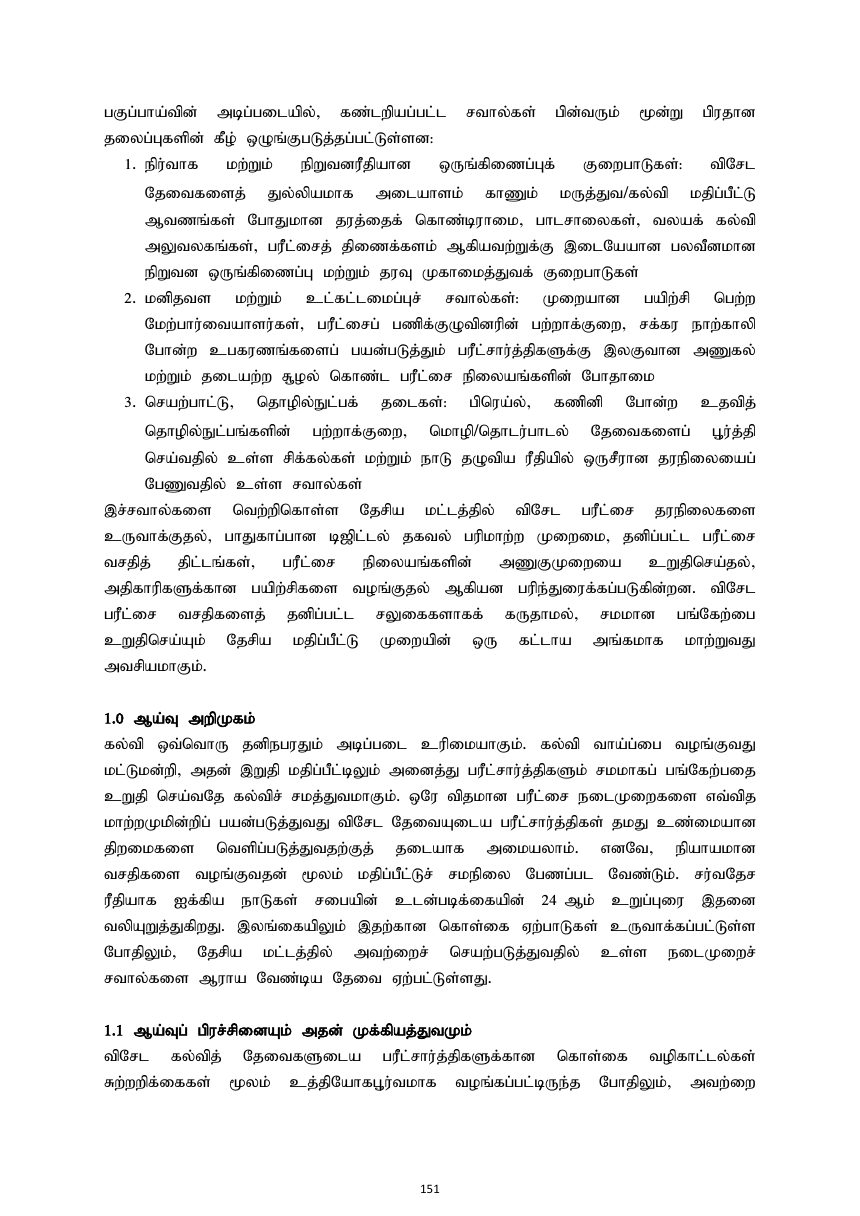 பகுப்பாய்வின் அடிப்படையில், கண்டறியப்பட்ட சவால்கள் பின்வரும் மூன்று பிரதான
தலைப்புகளின் கீழ் ஒழுங்குபடுத்தப்பட்டுள்ளன:
1. நிர்வாக மற்றும் நிறுவனரீதியான ஒருங்கிணைப்புக் குறைபாடுகள்: விசேட
தேவைகளைத் துல்லியமாக அடையாளம் காணும் மருத்துவ/கல்வி மதிப்பீட்டு
ஆவணங்கள் போதுமான தரத்தைக் கொண்டிராமை, பாடசாலைகள், வலயக் கல்வி
அலுவலகங்கள், பரீட்சைத் திணைக்களம் ஆகியவற்றுக்கு இடையேயான பலவீனமான
நிறுவன ஒருங்கிணைப்பு மற்றும் தரவு முகாமைத்துவக் குறைபாடுகள்
2. மனிதவள மற்றும் உட்கட்டமைப்புச் சவால்கள்: முறையான பயிற்சி பெற்ற
மேற்பார்வையாளர்கள், பரீட்சைப் பணிக்குழுவினரின் பற்றாக்குறை, சக்கர நாற்காலி
போன்ற உபகரணங்களைப் பயன்படுத்தும் பரீட்சார்த்திகளுக்கு இலகுவான அணுகல்
மற்றும் தடையற்ற சூழல் கொண்ட பரீட்சை நிலையங்களின் போதாமை
3. செயற்பாட்டு, தொழில்நுட்பக் தடைகள்: பிரெய்ல், கணினி போன்ற உதவித்
தொழில்நுட்பங்களின் பற்றாக்குறை, மொழி/தொடர்பாடல் தேவைகளைப் பூர்த்தி
செய்வதில் உள்ள சிக்கல்கள் மற்றும் நாடு தழுவிய ரீதியில் ஒருசீரான தரநிலையைப்
பேணுவதில் உள்ள சவால்கள்
இச்சவால்களை வெற்றிகொள்ள தேசிய மட்டத்தில் விசேட பரீட்சை தரநிலைகளை
உருவாக்குதல், பாதுகாப்பான டிஜிட்டல் தகவல் பரிமாற்ற முறைமை, தனிப்பட்ட பரீட்சை
வசதித் திட்டங்கள், பரீட்சை நிலையங்களின் அணுகுமுறையை உறுதிசெய்தல்,
அதிகாரிகளுக்கான பயிற்சிகளை வழங்குதல் ஆகியன பரிந்துரைக்கப்படுகின்றன. விசேட
பரீட்சை வசதிகளைத் தனிப்பட்ட சலுகைகளாகக் கருதாமல், சமமான பங்கேற்பை
உறுதிசெய்யும் தேசிய மதிப்பீட்டு முறையின் ஒரு கட்டாய அங்கமாக மாற்றுவது
அவசியமாகும்.
1.0 ஆய்வு அறிமுகம்
கல்வி ஒவ்வொரு தனிநபரதும் அடிப்படை உரிமையாகும். கல்வி வாய்ப்பை வழங்குவது
மட்டுமன்றி, அதன் இறுதி மதிப்பீட்டிலும் அனைத்து பரீட்சார்த்திகளும் சமமாகப் பங்கேற்பதை
உறுதி செய்வதே கல்விச் சமத்துவமாகும். ஒரே விதமான பரீட்சை நடைமுறைகளை எவ்வித
மாற்றமுமின்றிப் பயன்படுத்துவது விசேட தேவையுடைய பரீட்சார்த்திகள் தமது உண்மையான
திறமைகளை வெளிப்படுத்துவதற்குத் தடையாக அமையலாம். எனவே, நியாயமான
வசதிகளை வழங்குவதன் மூலம் மதிப்பீட்டுச் சமநிலை பேணப்பட வேண்டும். சர்வதேச
ரீதியாக ஐக்கிய நாடுகள் சபையின் உடன்படிக்கையின் 24 ஆம் உறுப்புரை இதனை
வலியுறுத்துகிறது. இலங்கையிலும் இதற்கான கொள்கை ஏற்பாடுகள் உருவாக்கப்பட்டுள்ள
போதிலும், தேசிய மட்டத்தில் அவற்றைச் செயற்படுத்துவதில் உள்ள நடைமுறைச்
சவால்களை ஆராய வேண்டிய தேவை ஏற்பட்டுள்ளது.
1.1 ஆய்வுப் பிரச்சினையும் அதன் முக்கியத்துவமும்
விசேட கல்வித் தேவைகளுடைய பரீட்சார்த்திகளுக்கான கொள்கை வழிகாட்டல்கள்
சுற்றறிக்கைகள் மூலம் உத்தியோகபூர்வமாக வழங்கப்பட்டிருந்த போதிலும், அவற்றை
151